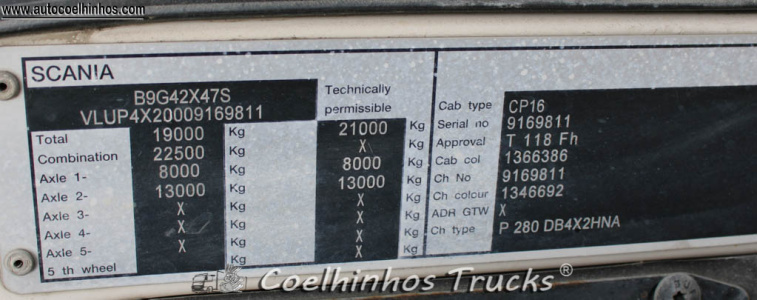 www.autocoelhinhos.com
SCANIA
B9G42X47S
VLUP4X20009169811
Technically
permissible
Total 19000 Kg 21000 Kg
Combination 22500 Kg X Kg
Axle 1- 8000 Kg 8000 Kg
Axle 2- 13000 Kg 13000 Kg
Axle 3- X Kg X Kg
Axle 4- X Kg X Kg
Axle 5- X Kg X Kg
5 th wheel Kg Kg
Cab type CP16
Serial no 9169811
Approval T 118 Fh
Cab col 1366386
Ch No 9169811
Ch colour 1346692
ADR GTW X
Ch type P 280 DB4X2HNA
Coelhinhos Trucks ®